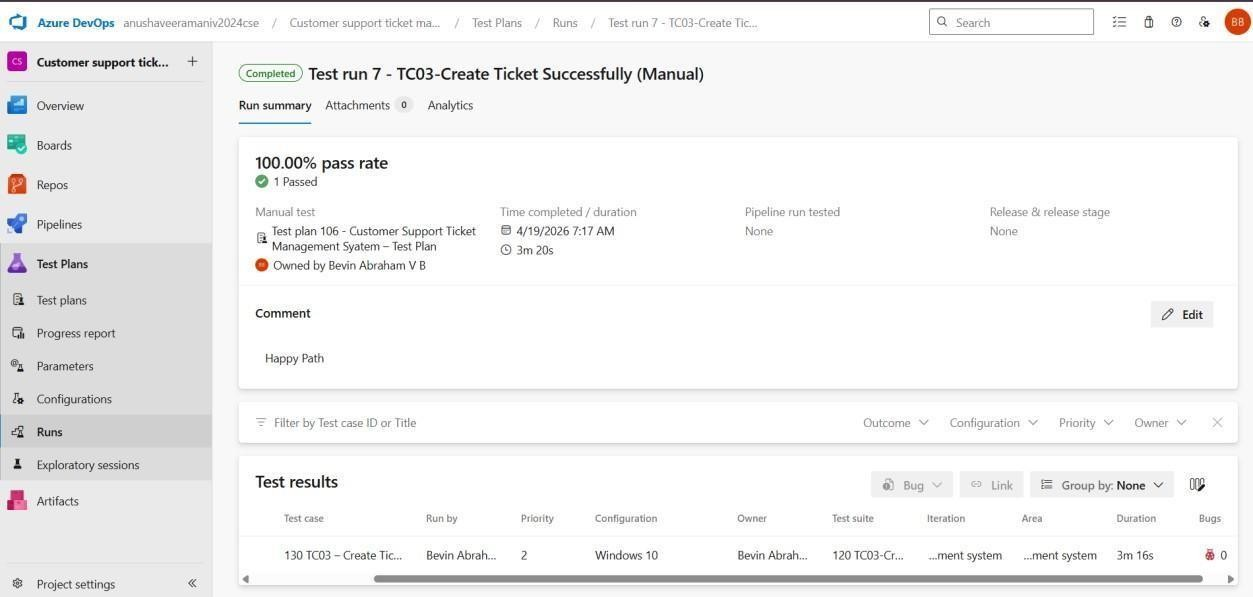 Azure DevOps anushaveeramaniv2024cse / Customer support ticket ma... / Test Plans / Runs / Test run 7 - TC03-Create Tic... Search BB
CS Customer support tick... +
Overview
Boards
Repos
Pipelines
Test Plans
Test plans
Progress report
Parameters
Configurations
Runs
Exploratory sessions
Artifacts
Project settings
Completed Test run 7 - TC03-Create Ticket Successfully (Manual)
Run summary Attachments 0 Analytics
100.00% pass rate
1 Passed
Manual test
Test plan 106 - Customer Support Ticket
Management Syatem – Test Plan
BB Owned by Bevin Abraham V B
Time completed / duration
4/19/2026 7:17 AM
3m 20s
Pipeline run tested
None
Release & release stage
None
Comment Edit
Happy Path
Filter by Test case ID or Title Outcome Configuration Priority Owner
Test results Bug Link Group by: None
Test case Run by Priority Configuration Owner Test suite Iteration Area Duration Bugs
130 TC03 – Create Tic... Bevin Abrah... 2 Windows 10 Bevin Abrah... 120 TC03-Cr... ...ment system ...ment system 3m 16s 0